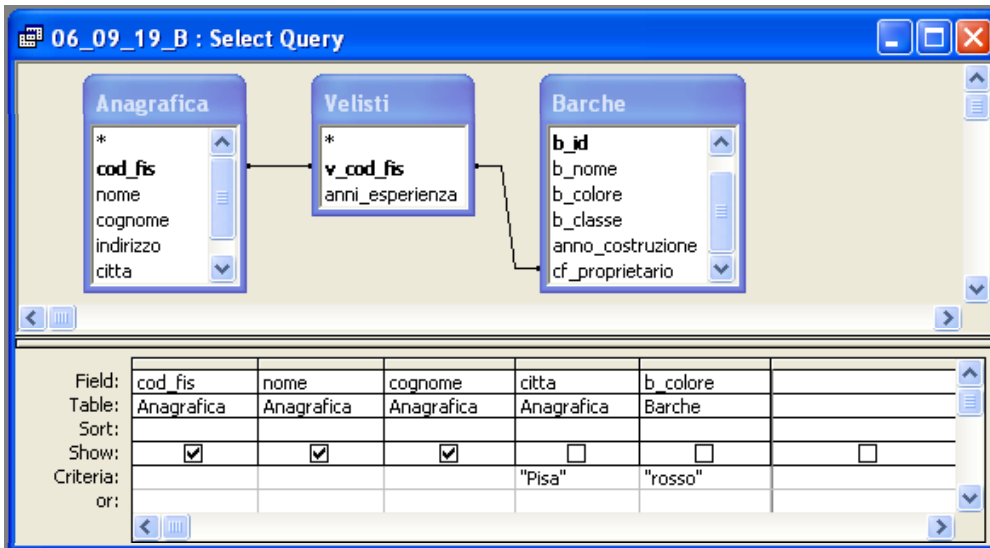 06_09_19_B : Select Query
Anagrafica
*
cod_fis
nome
cognome
indirizzo
citta
Velisti
*
v_cod_fis
anni_esperienza
Barche
b_id
b_nome
b_colore
b_classe
anno_costruzione
cf_proprietario
Field: cod_fis nome cognome citta b_colore
Table: Anagrafica Anagrafica Anagrafica Anagrafica Barche
Sort:
Show:
Criteria: "Pisa" "rosso"
or: